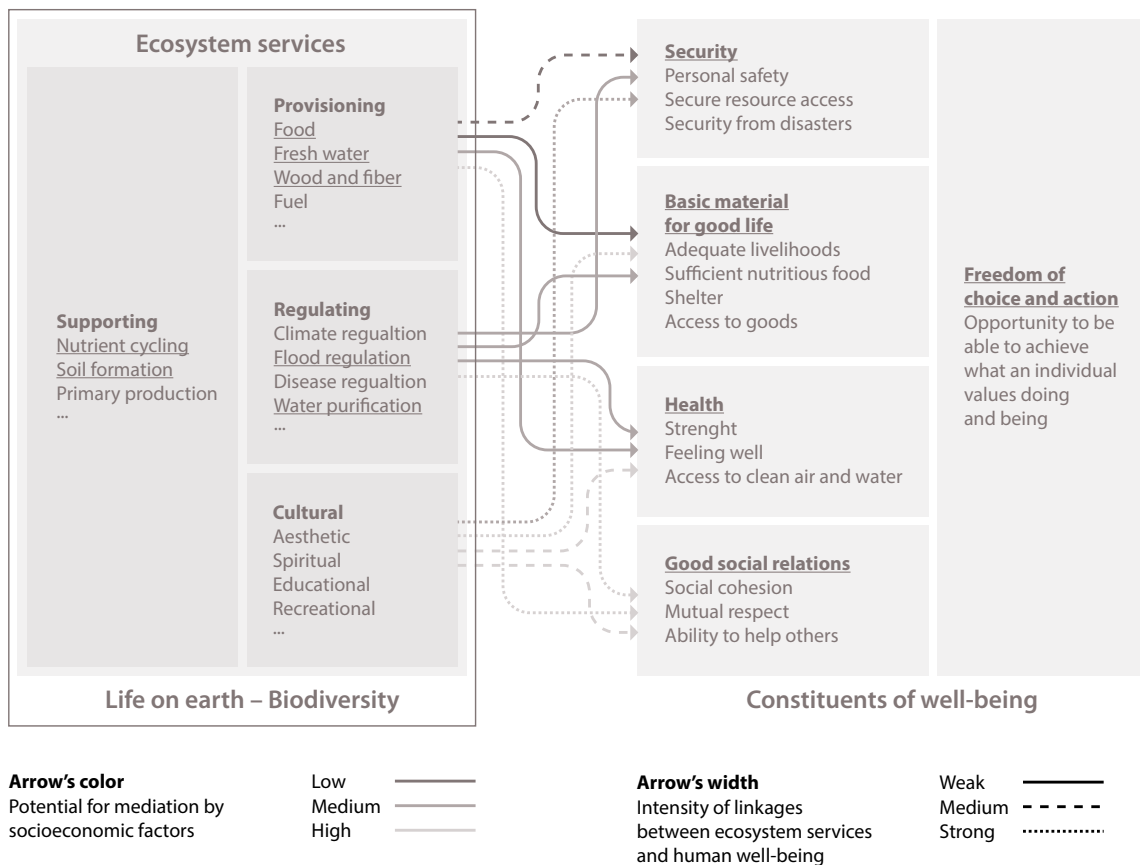 Ecosystem services
Supporting
Nutrient cycling
Soil formation
Primary production
...
Provisioning
Food
Fresh water
Wood and fiber
Fuel
...
Regulating
Climate regualtion
Flood regulation
Disease regualtion
Water purification
...
Cultural
Aesthetic
Spiritual
Educational
Recreational
...
Life on earth – Biodiversity
Security
Personal safety
Secure resource access
Security from disasters
Basic material
for good life
Adequate livelihoods
Sufficient nutritious food
Shelter
Access to goods
Health
Strenght
Feeling well
Access to clean air and water
Good social relations
Social cohesion
Mutual respect
Ability to help others
Freedom of
choice and action
Opportunity to be
able to achieve
what an individual
values doing
and being
Constituents of well-being
Arrow's color
Potential for mediation by
socioeconomic factors
Low
Medium
High
Arrow's width
Intensity of linkages
between ecosystem services
and human well-being
Weak
Medium
Strong